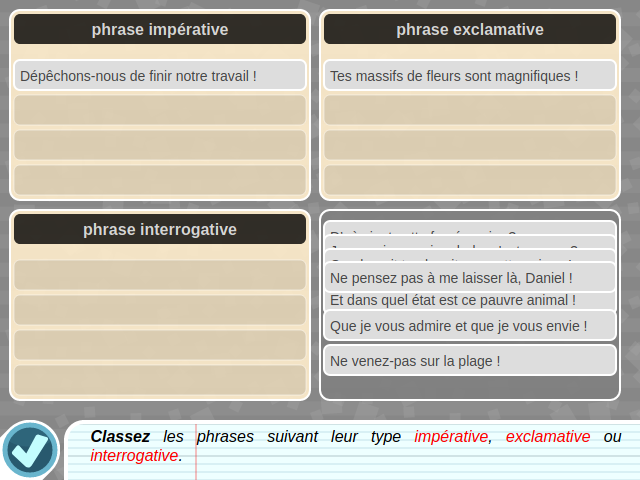 phrase impérative
Dépêchons-nous de finir notre travail !
phrase exclamative
Tes massifs de fleurs sont magnifiques !
phrase interrogative
Ne pensez pas à me laisser là, Daniel !
Et dans quel état est ce pauvre animal !
Que je vous admire et que je vous envie !
Ne venez-pas sur la plage !
Classez les phrases suivant leur type impérative, exclamative ou
interrogative.